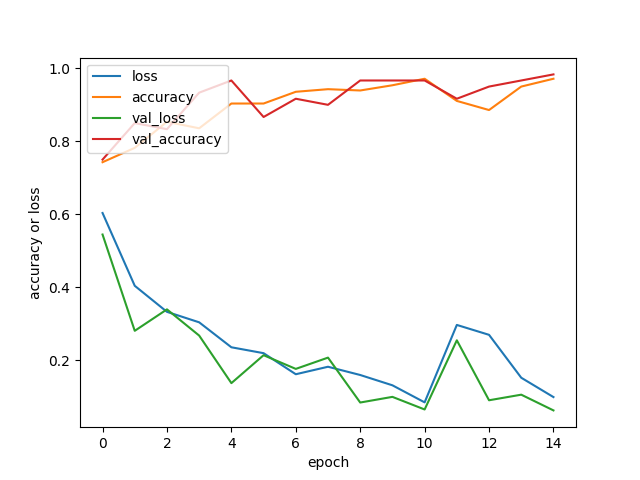 loss
accuracy
val_loss
val_accuracy
1.0
0.8
0.6
0.4
0.2
accuracy or loss
0 2 4 6 8 10 12 14
epoch